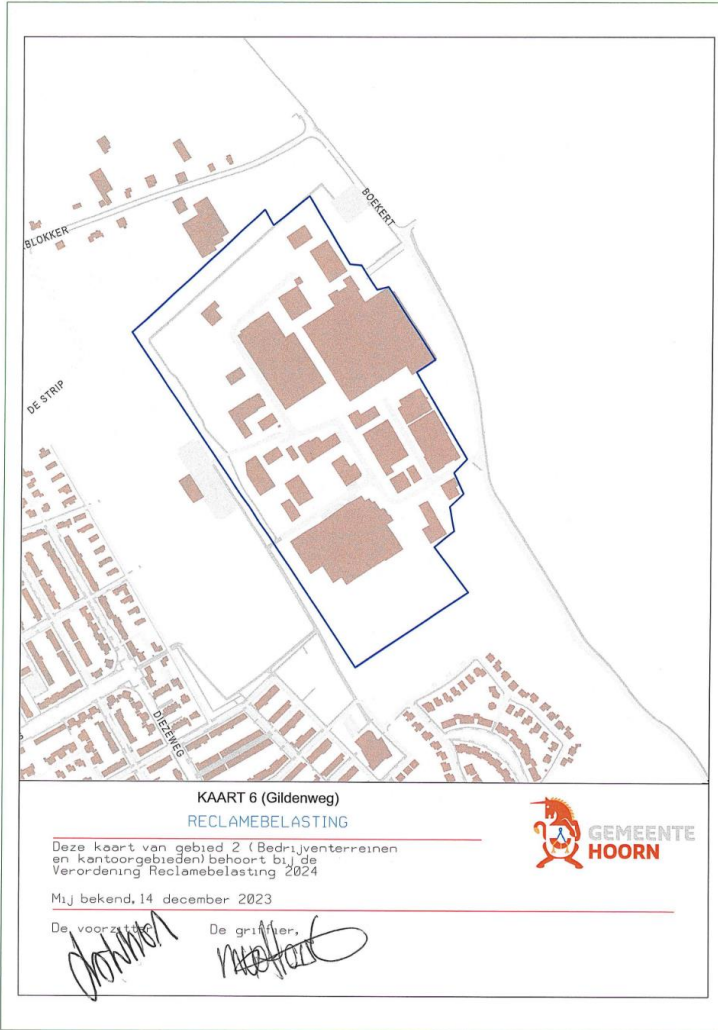 BOEKERT
BLOKKER
DE STRIP
DIEZEWEG
KAART 6 (Gildenweg)
RECLAMEBELASTING
GEMEENTE
HOORN
Deze kaart van gebied 2 (Bedrijventerreinen
en kantoorgebieden) behoort bij de
Verordening Reclamebelasting 2024
Mij bekend, 14 december 2023
De voorzitter
De griffier,